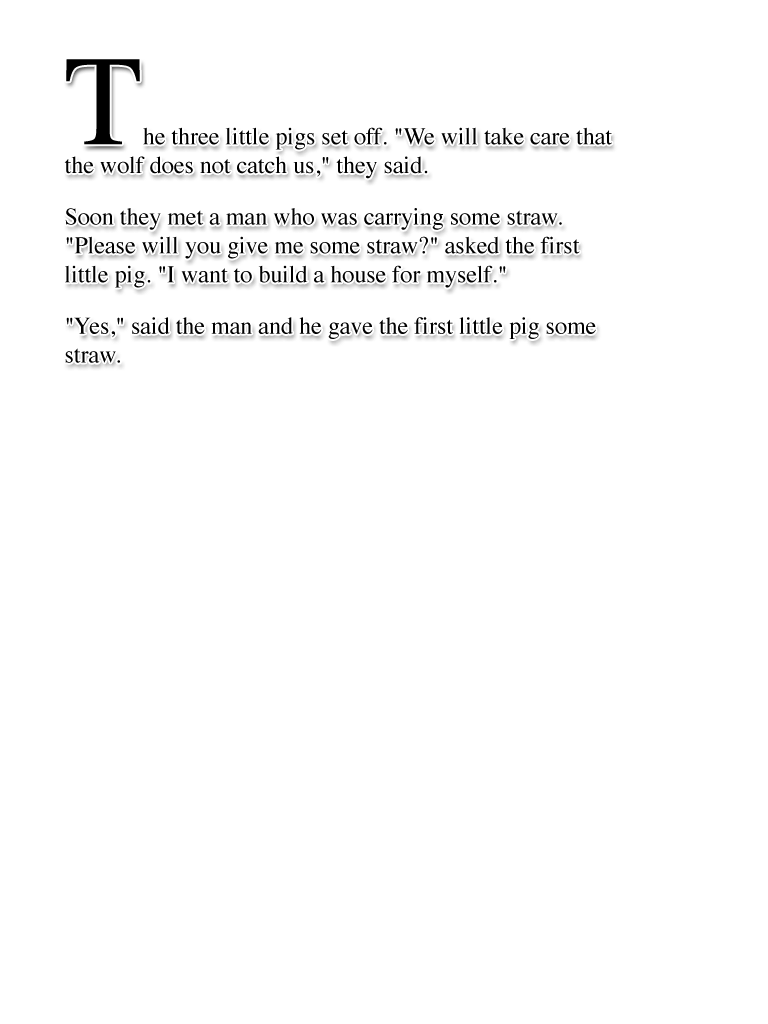 The three little pigs set off. "We will take care that
the wolf does not catch us," they said.
Soon they met a man who was carrying some straw.
"Please will you give me some straw?" asked the first
little pig. "I want to build a house for myself."
"Yes," said the man and he gave the first little pig some
straw.